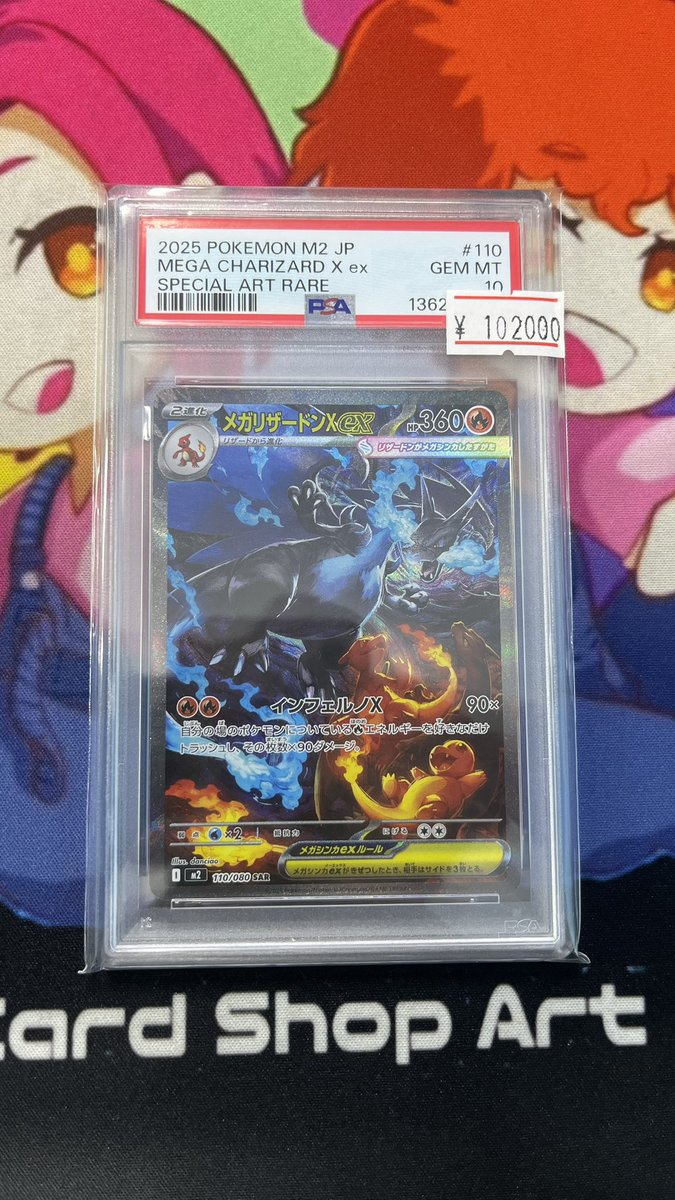 2025 POKEMON M2 JP #110
MEGA CHARIZARD X ex GEM MT
SPECIAL ART RARE 10
PSA 1362
¥ 102000
2進化 メガリザードンXex HP360
リザードから進化 リザードンがメガシンカしたすがた
インフェルノX 90×
自分の場のポケモンについている エネルギーを好きなだけ
トラッシュし、その枚数×90ダメージ。
弱点 ×2 抵抗力 にげる
メガシンカexルール
メガシンカexがきぜつしたとき、相手はサイドを3枚とる。
Illus. danciao
I M2 110/080 SAR
PSA
Card Shop Art